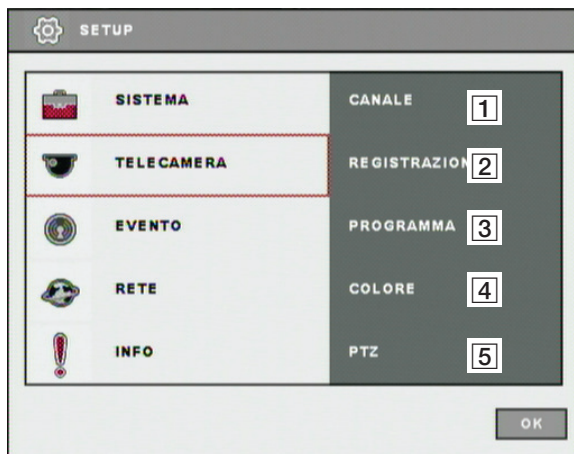 SETUP
SISTEMA CANALE 1
TELECAMERA REGISTRAZION 2
EVENTO PROGRAMMA 3
RETE COLORE 4
INFO PTZ 5
OK